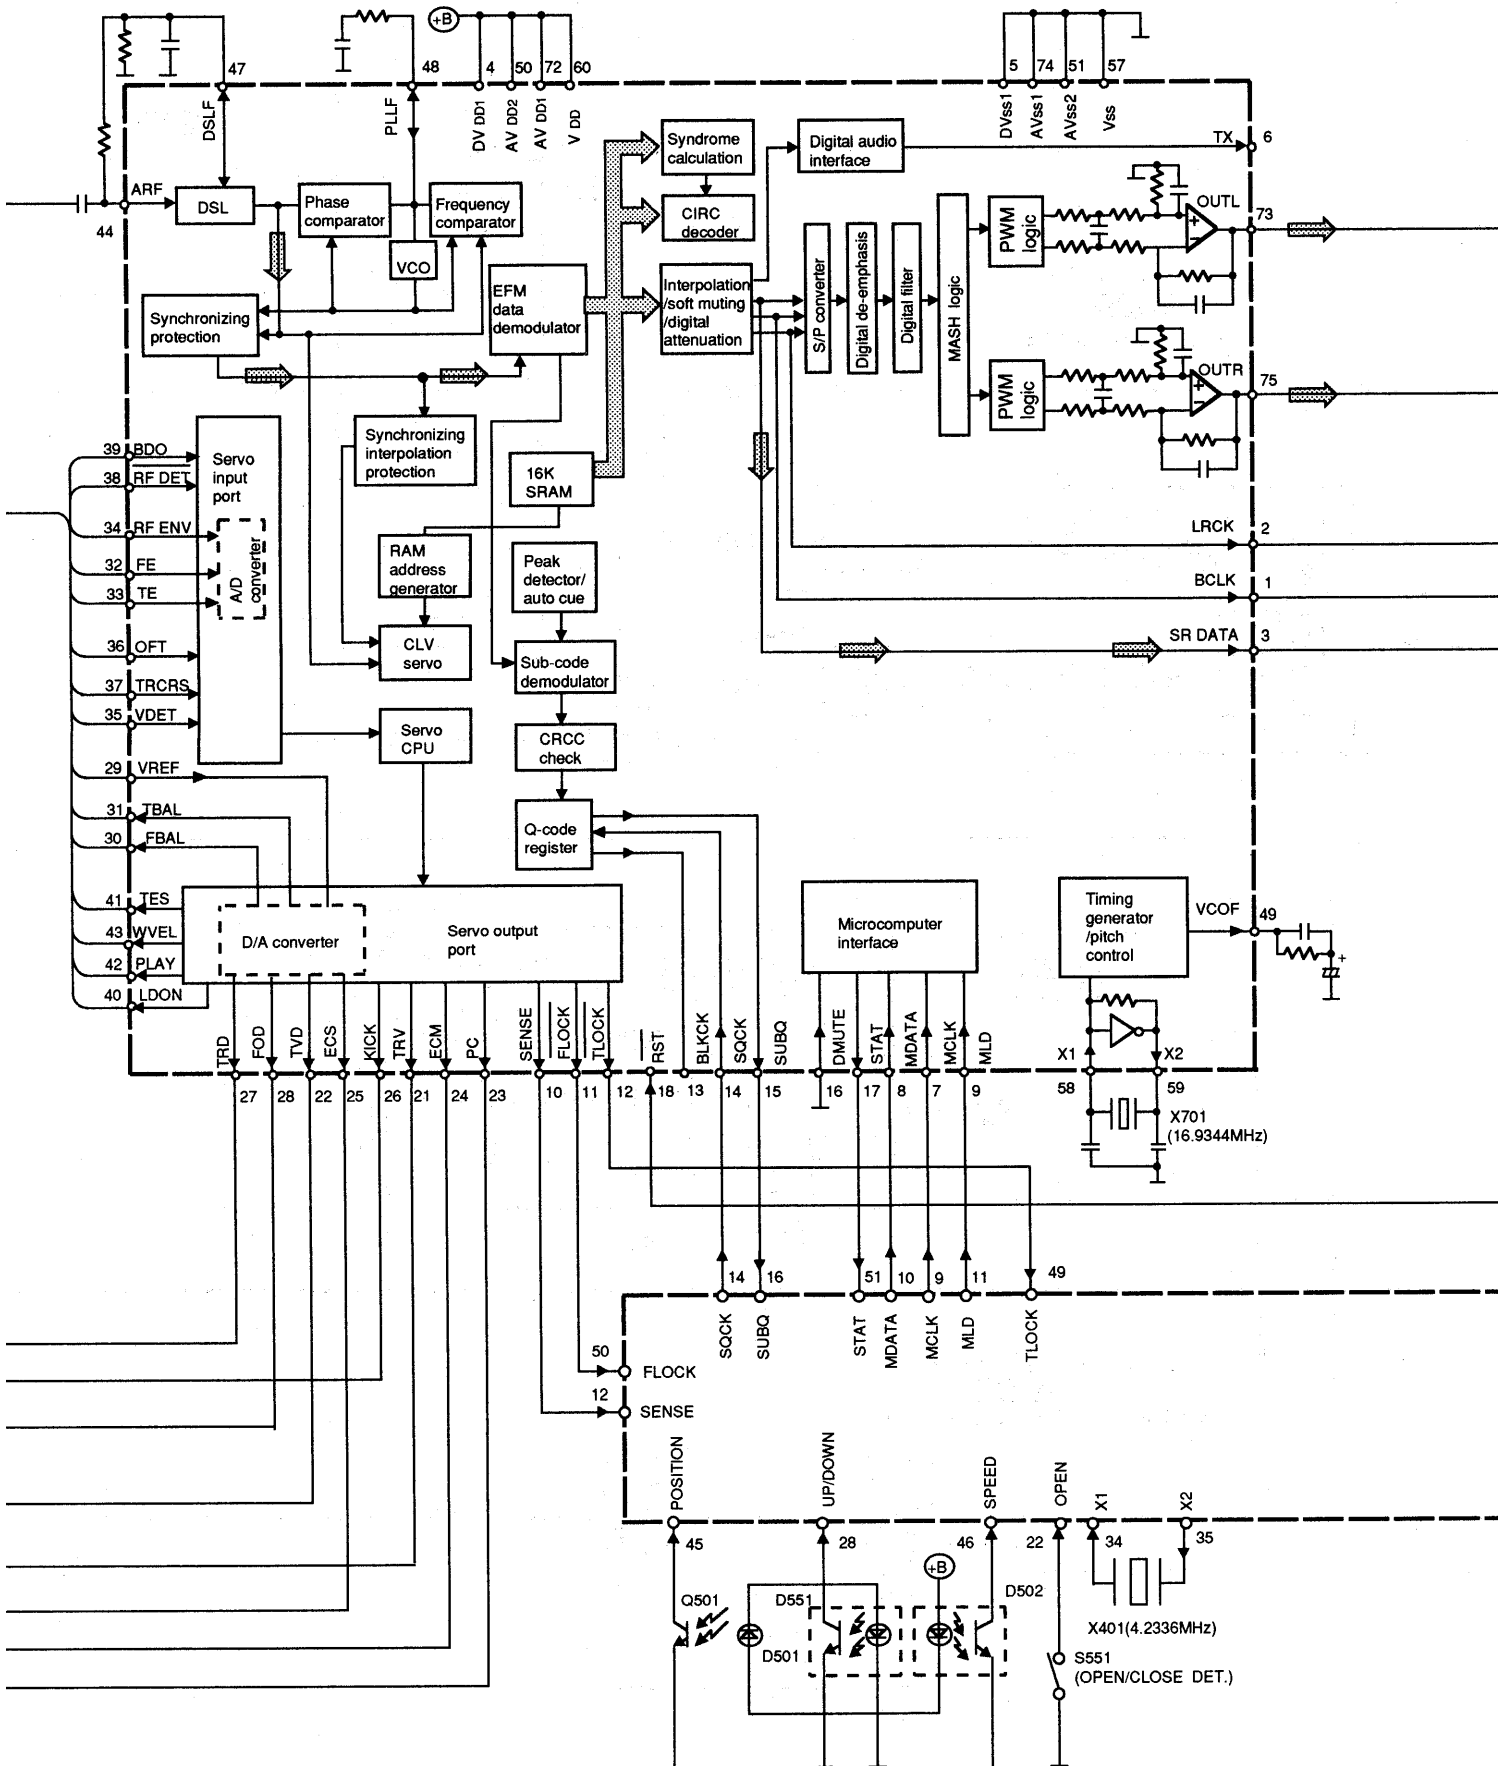 +B
47
48
4
50
72
60
5
74
51
57
DSLF
PLLF
DV DD1
AV DD2
AV DD1
V DD
DVss1
AVss1
AVss2
Vss
TX
6
ARF
44
DSL
Phase
comparator
Frequency
comparator
VCO
Syndrome
calculation
CIRC
decoder
Digital audio
interface
Synchronizing
protection
EFM
data
demodulator
Interpolation
/soft muting
/digital
attenuation
S/P converter
Digital de-emphasis
Digital filter
MASH logic
PWM
logic
OUTL
73
PWM
logic
OUTR
75
Synchronizing
interpolation
protection
16K
SRAM
RAM
address
generator
Peak
detector/
auto cue
CLV
servo
Sub-code
demodulator
Servo
CPU
CRCC
check
Q-code
register
Servo
input
port
A/D
converter
39 BDO
38 RF DET
34 RF ENV
32 FE
33 TE
36 OFT
37 TRCRS
35 VDET
29 VREF
31 TBAL
30 FBAL
41 TES
43 WVEL
42 PLAY
40 LDON
D/A converter
Servo output
port
LRCK 2
BCLK 1
SR DATA 3
Microcomputer
interface
Timing
generator
/pitch
control
VCOF 49
+
TRD
FOD
TVD
ECS
KICK
TRV
ECM
PC
SENSE
FLOCK
TLOCK
RST
BLKCK
SQCK
SUBQ
DMUTE
STAT
MDATA
MCLK
MLD
X1
X2
27
28
22
25
26
21
24
23
10
11
12
18
13
14
15
16
17
8
7
9
58
59
X701
(16.9344MHz)
14
16
51
10
9
11
49
SQCK
SUBQ
STAT
MDATA
MCLK
MLD
TLOCK
50
FLOCK
12
SENSE
POSITION
UP/DOWN
SPEED
OPEN
X1
X2
45
28
46
22
34
35
+B
Q501
D551
D501
D502
X401(4.2336MHz)
S551
(OPEN/CLOSE DET.)